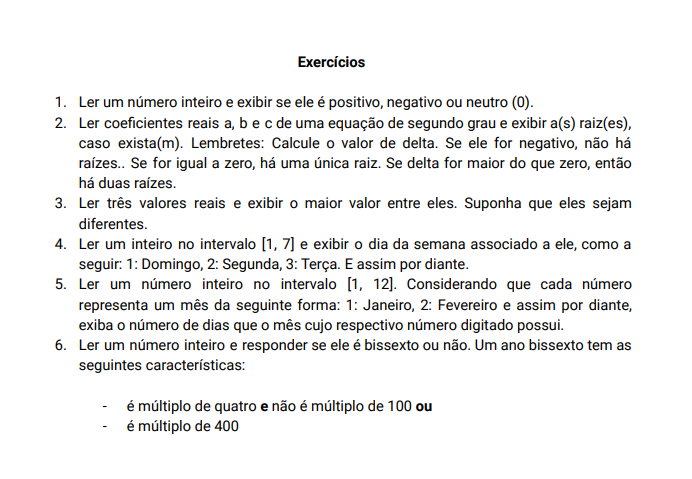 Exercícios
1. Ler um número inteiro e exibir se ele é positivo, negativo ou neutro (0).
2. Ler coeficientes reais a, b e c de uma equação de segundo grau e exibir a(s) raiz(es),
caso exista(m). Lembretes: Calcule o valor de delta. Se ele for negativo, não há
raízes.. Se for igual a zero, há uma única raiz. Se delta for maior do que zero, então
há duas raízes.
3. Ler três valores reais e exibir o maior valor entre eles. Suponha que eles sejam
diferentes.
4. Ler um inteiro no intervalo [1, 7] e exibir o dia da semana associado a ele, como a
seguir: 1: Domingo, 2: Segunda, 3: Terça. E assim por diante.
5. Ler um número inteiro no intervalo [1, 12]. Considerando que cada número
representa um mês da seguinte forma: 1: Janeiro, 2: Fevereiro e assim por diante,
exiba o número de dias que o mês cujo respectivo número digitado possui.
6. Ler um número inteiro e responder se ele é bissexto ou não. Um ano bissexto tem as
seguintes características:
- é múltiplo de quatro e não é múltiplo de 100 ou
- é múltiplo de 400